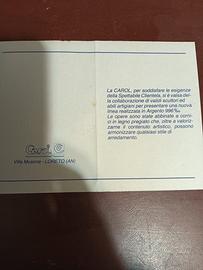 La CAROL, per soddisfare le esigenze
della Spettabile Clientela, si è valsa del-
la collaborazione di validi scultori ed
abili artigiani per presentare una nuova
linea realizzata in Argento 996‰.
Le opere sono state abbinate a corni-
ci in legno pregiato che, oltre a valoriz-
zare il contenuto artistico, possono
armonizzare qualsiasi stile di
arredamento.
Carol
Villa Musone - LORETO (AN)